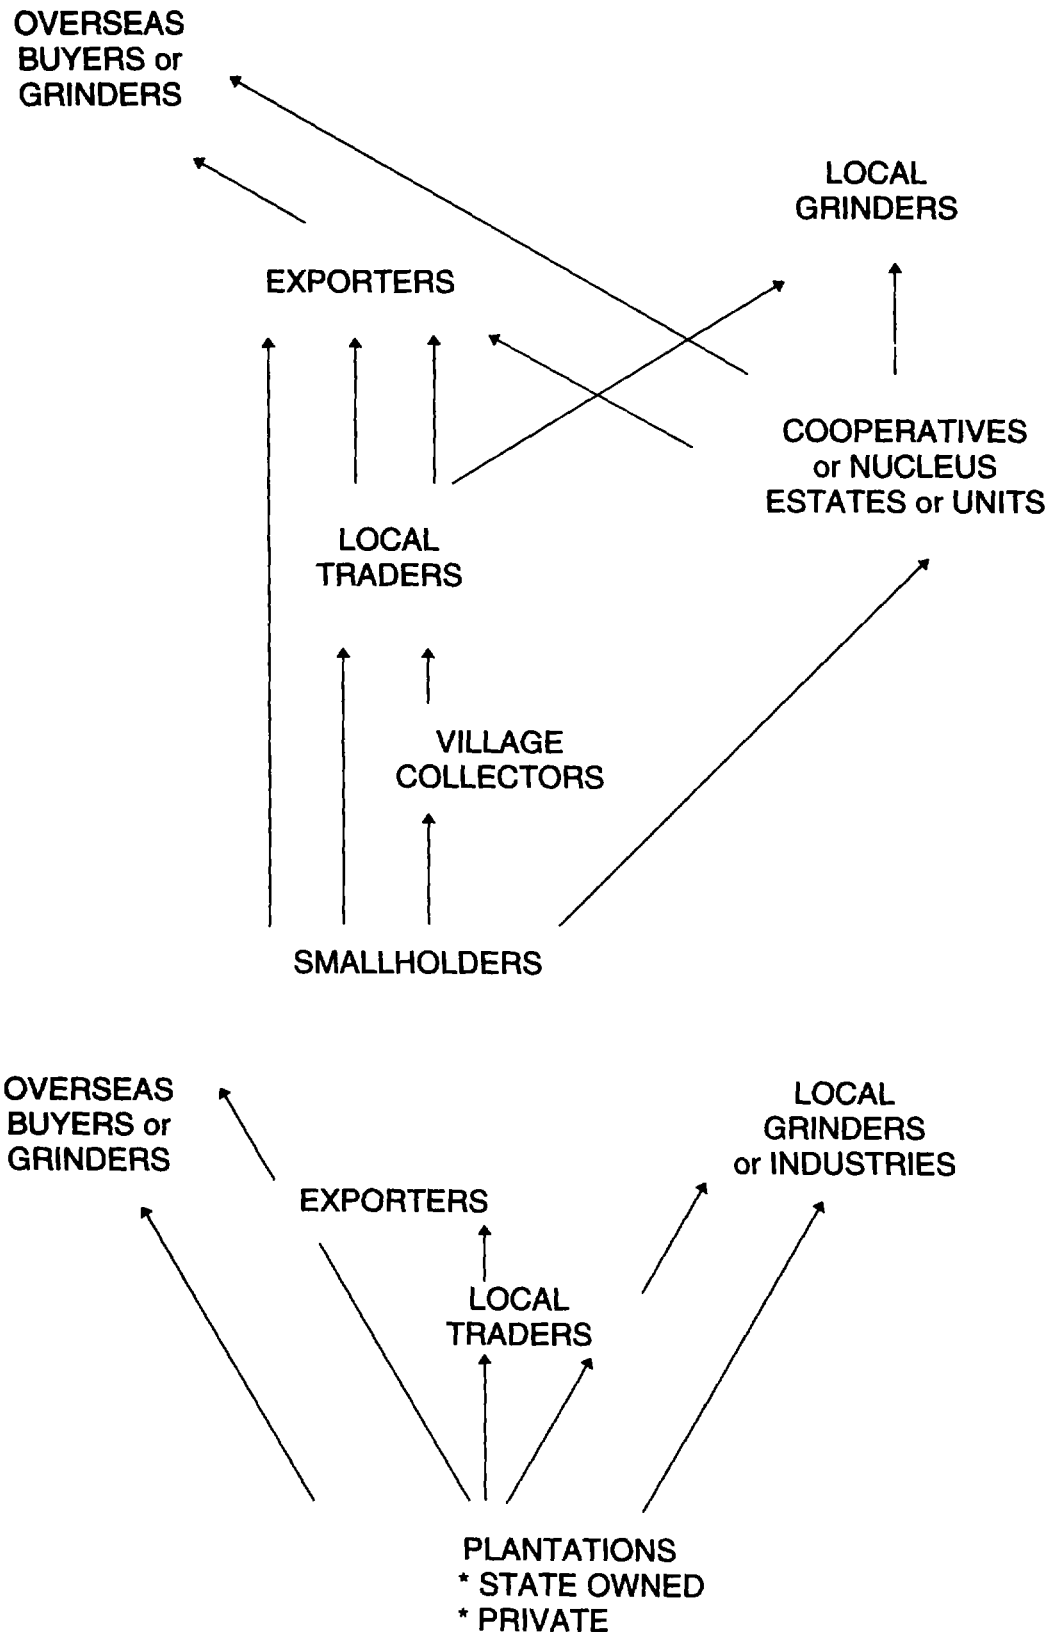 OVERSEAS
BUYERS or
GRINDERS
LOCAL
GRINDERS
EXPORTERS
COOPERATIVES
or NUCLEUS
ESTATES or UNITS
LOCAL
TRADERS
VILLAGE
COLLECTORS
SMALLHOLDERS
OVERSEAS
BUYERS or
GRINDERS
LOCAL
GRINDERS
or INDUSTRIES
EXPORTERS
LOCAL
TRADERS
PLANTATIONS
* STATE OWNED
* PRIVATE